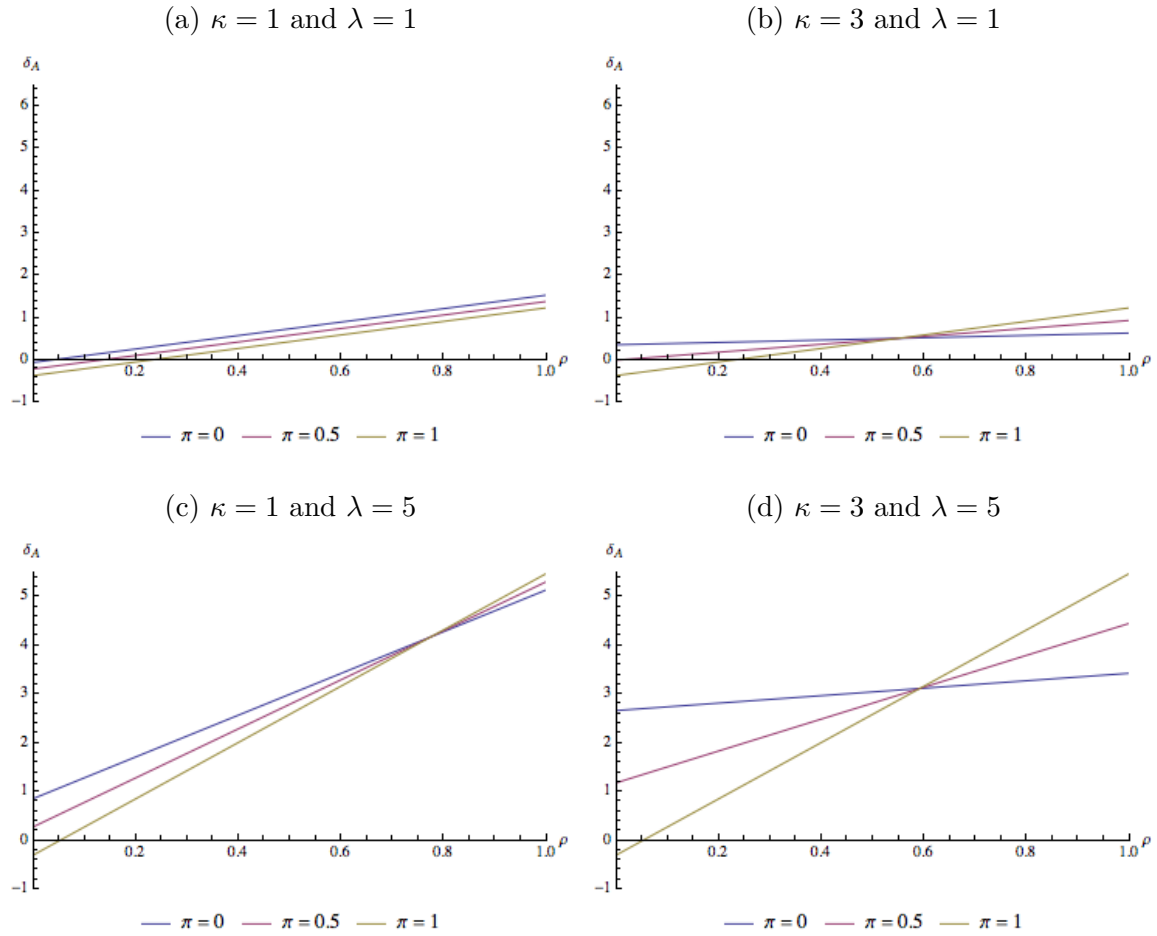 (a) κ = 1 and λ = 1
δ_A
6
5
4
3
2
1
0
−1
0.2 0.4 0.6 0.8 1.0 ρ
π = 0 π = 0.5 π = 1
(b) κ = 3 and λ = 1
δ_A
6
5
4
3
2
1
0
−1
0.2 0.4 0.6 0.8 1.0 ρ
π = 0 π = 0.5 π = 1
(c) κ = 1 and λ = 5
δ_A
5
4
3
2
1
0
−1
0.2 0.4 0.6 0.8 1.0 ρ
π = 0 π = 0.5 π = 1
(d) κ = 3 and λ = 5
δ_A
5
4
3
2
1
0
−1
0.2 0.4 0.6 0.8 1.0 ρ
π = 0 π = 0.5 π = 1